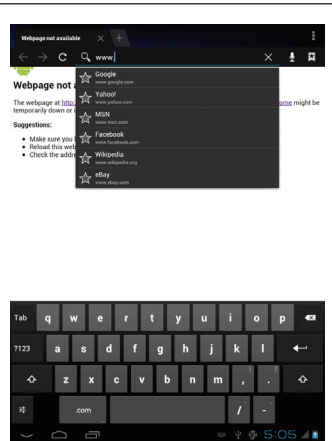 Webpage not available
www.
Google
www.google.com
Yahoo!
www.yahoo.com
MSN
www.msn.com
Facebook
www.facebook.com
Wikipedia
www.wikipedia.org
eBay
www.ebay.com
Webpage not a
The webpage at http: ome might be
temporarily down or i
Suggestions:
Make sure you h
Reload this web
Check the addre
Tab q w e r t y u i o p
?123 a s d f g h j k l
z x c v b n m ! , ? .
.com / -
5:05